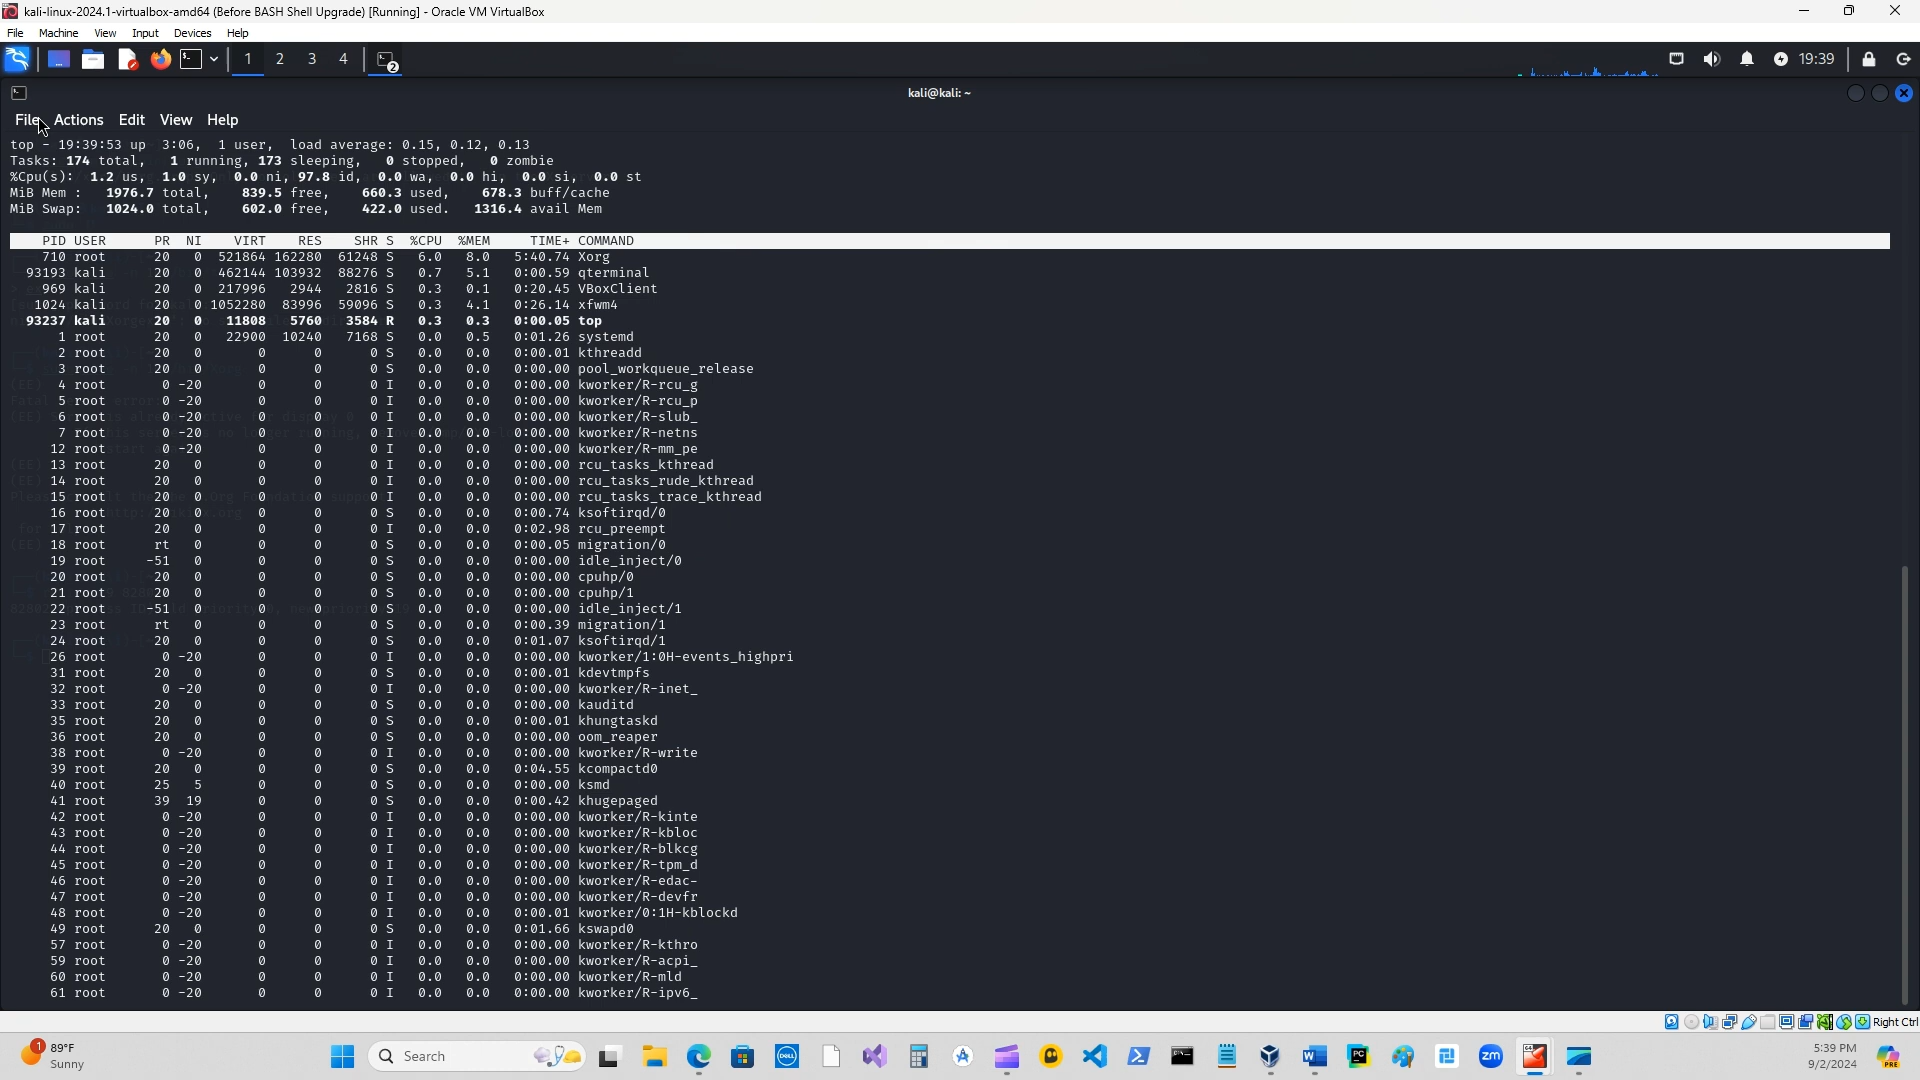 kali-linux-2024.1-virtualbox-amd64 (Before BASH Shell Upgrade) [Running] - Oracle VM VirtualBox
File Machine View Input Devices Help
1 2 3 4 2 19:39
kali@kali: ~
File Actions Edit View Help
top - 19:39:53 up 3:06, 1 user, load average: 0.15, 0.12, 0.13
Tasks: 174 total, 1 running, 173 sleeping, 0 stopped, 0 zombie
%Cpu(s): 1.2 us, 1.0 sy, 0.0 ni, 97.8 id, 0.0 wa, 0.0 hi, 0.0 si, 0.0 st
MiB Mem : 1976.7 total, 839.5 free, 660.3 used, 678.3 buff/cache
MiB Swap: 1024.0 total, 602.0 free, 422.0 used. 1316.4 avail Mem
PID USER PR NI VIRT RES SHR S %CPU %MEM TIME+ COMMAND
710 root 20 0 521864 162280 61248 S 6.0 8.0 5:40.74 Xorg
93193 kali 20 0 462144 103932 88276 S 0.7 5.1 0:00.59 qterminal
969 kali 20 0 217996 2944 2816 S 0.3 0.1 0:20.45 VBoxClient
1024 kali 20 0 1052280 83996 59096 S 0.3 4.1 0:26.14 xfwm4
93237 kali 20 0 11808 5760 3584 R 0.3 0.3 0:00.05 top
1 root 20 0 22900 10240 7168 S 0.0 0.5 0:01.26 systemd
2 root 20 0 0 0 0 S 0.0 0.0 0:00.01 kthreadd
3 root 20 0 0 0 0 S 0.0 0.0 0:00.00 pool_workqueue_release
4 root 0 -20 0 0 0 I 0.0 0.0 0:00.00 kworker/R-rcu_g
5 root 0 -20 0 0 0 I 0.0 0.0 0:00.00 kworker/R-rcu_p
6 root 0 -20 0 0 0 I 0.0 0.0 0:00.00 kworker/R-slub_
7 root 0 -20 0 0 0 I 0.0 0.0 0:00.00 kworker/R-netns
12 root 0 -20 0 0 0 I 0.0 0.0 0:00.00 kworker/R-mm_pe
13 root 20 0 0 0 0 I 0.0 0.0 0:00.00 rcu_tasks_kthread
14 root 20 0 0 0 0 I 0.0 0.0 0:00.00 rcu_tasks_rude_kthread
15 root 20 0 0 0 0 I 0.0 0.0 0:00.00 rcu_tasks_trace_kthread
16 root 20 0 0 0 0 S 0.0 0.0 0:00.74 ksoftirqd/0
17 root 20 0 0 0 0 I 0.0 0.0 0:02.98 rcu_preempt
18 root rt 0 0 0 0 S 0.0 0.0 0:00.05 migration/0
19 root -51 0 0 0 0 S 0.0 0.0 0:00.00 idle_inject/0
20 root 20 0 0 0 0 S 0.0 0.0 0:00.00 cpuhp/0
21 root 20 0 0 0 0 S 0.0 0.0 0:00.00 cpuhp/1
22 root -51 0 0 0 0 S 0.0 0.0 0:00.00 idle_inject/1
23 root rt 0 0 0 0 S 0.0 0.0 0:00.39 migration/1
24 root 20 0 0 0 0 S 0.0 0.0 0:01.07 ksoftirqd/1
26 root 0 -20 0 0 0 I 0.0 0.0 0:00.00 kworker/1:0H-events_highpri
31 root 20 0 0 0 0 S 0.0 0.0 0:00.01 kdevtmpfs
32 root 0 -20 0 0 0 I 0.0 0.0 0:00.00 kworker/R-inet_
33 root 20 0 0 0 0 S 0.0 0.0 0:00.00 kauditd
35 root 20 0 0 0 0 S 0.0 0.0 0:00.01 khungtaskd
36 root 20 0 0 0 0 S 0.0 0.0 0:00.00 oom_reaper
38 root 0 -20 0 0 0 I 0.0 0.0 0:00.00 kworker/R-write
39 root 20 0 0 0 0 S 0.0 0.0 0:04.55 kcompactd0
40 root 25 5 0 0 0 S 0.0 0.0 0:00.00 ksmd
41 root 39 19 0 0 0 S 0.0 0.0 0:00.42 khugepaged
42 root 0 -20 0 0 0 I 0.0 0.0 0:00.00 kworker/R-kinte
43 root 0 -20 0 0 0 I 0.0 0.0 0:00.00 kworker/R-kbloc
44 root 0 -20 0 0 0 I 0.0 0.0 0:00.00 kworker/R-blkcg
45 root 0 -20 0 0 0 I 0.0 0.0 0:00.00 kworker/R-tpm_d
46 root 0 -20 0 0 0 I 0.0 0.0 0:00.00 kworker/R-edac-
47 root 0 -20 0 0 0 I 0.0 0.0 0:00.00 kworker/R-devfr
48 root 0 -20 0 0 0 I 0.0 0.0 0:00.01 kworker/0:1H-kblockd
49 root 20 0 0 0 0 S 0.0 0.0 0:01.66 kswapd0
57 root 0 -20 0 0 0 I 0.0 0.0 0:00.00 kworker/R-kthro
59 root 0 -20 0 0 0 I 0.0 0.0 0:00.00 kworker/R-acpi_
60 root 0 -20 0 0 0 I 0.0 0.0 0:00.00 kworker/R-mld
61 root 0 -20 0 0 0 I 0.0 0.0 0:00.00 kworker/R-ipv6_
Right Ctrl
1 89°F
Sunny
Search
DELL
PC
zm
PRE
5:39 PM
9/2/2024